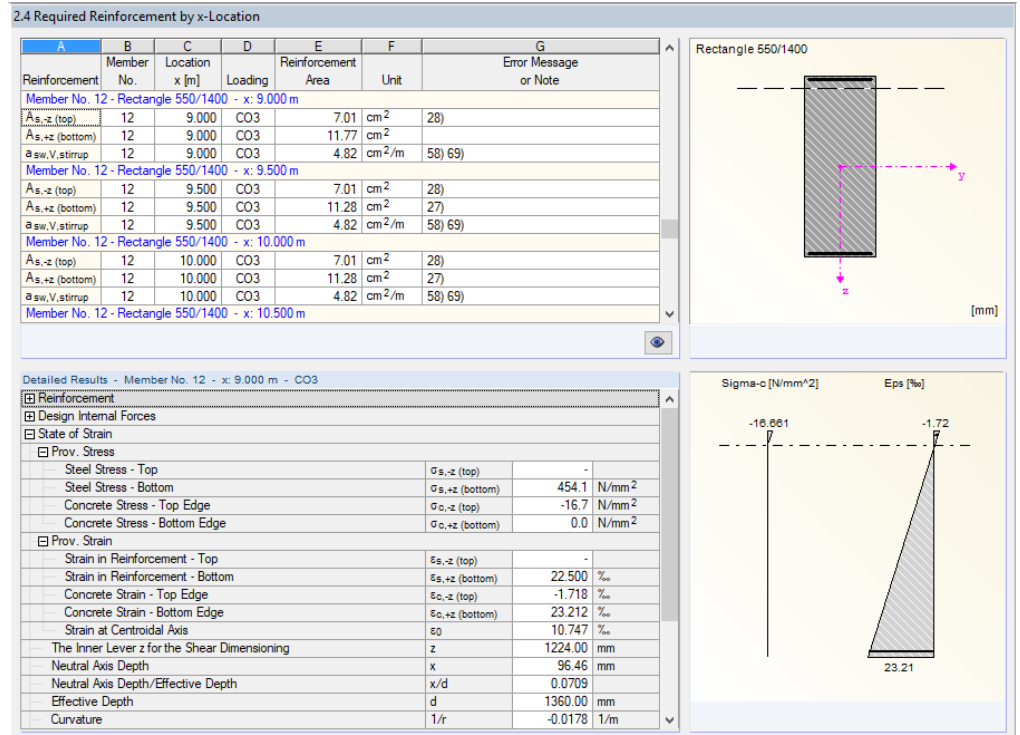 2.4 Required Reinforcement by x-Location
A B C D E F G
Member Location Reinforcement Error Message
Reinforcement No. x [m] Loading Area Unit or Note
Member No. 12 - Rectangle 550/1400 - x: 9.000 m
As,-z (top) 12 9.000 CO3 7.01 cm2 28)
As,+z (bottom) 12 9.000 CO3 11.77 cm2
asw,V,stirrup 12 9.000 CO3 4.82 cm2/m 58) 69)
Member No. 12 - Rectangle 550/1400 - x: 9.500 m
As,-z (top) 12 9.500 CO3 7.01 cm2 28)
As,+z (bottom) 12 9.500 CO3 11.28 cm2 27)
asw,V,stirrup 12 9.500 CO3 4.82 cm2/m 58) 69)
Member No. 12 - Rectangle 550/1400 - x: 10.000 m
As,-z (top) 12 10.000 CO3 7.01 cm2 28)
As,+z (bottom) 12 10.000 CO3 11.28 cm2 27)
asw,V,stirrup 12 10.000 CO3 4.82 cm2/m 58) 69)
Member No. 12 - Rectangle 550/1400 - x: 10.500 m
Rectangle 550/1400
y
z
[mm]
Detailed Results - Member No. 12 - x: 9.000 m - CO3
Reinforcement
Design Internal Forces
State of Strain
Prov. Stress
Steel Stress - Top σs,-z (top) -
Steel Stress - Bottom σs,+z (bottom) 454.1 N/mm2
Concrete Stress - Top Edge σc,-z (top) -16.7 N/mm2
Concrete Stress - Bottom Edge σc,+z (bottom) 0.0 N/mm2
Prov. Strain
Strain in Reinforcement - Top εs,-z (top) -
Strain in Reinforcement - Bottom εs,+z (bottom) 22.500 ‰
Concrete Strain - Top Edge εc,-z (top) -1.718 ‰
Concrete Strain - Bottom Edge εc,+z (bottom) 23.212 ‰
Strain at Centroidal Axis ε0 10.747 ‰
The Inner Lever z for the Shear Dimensioning z 1224.00 mm
Neutral Axis Depth x 96.46 mm
Neutral Axis Depth/Effective Depth x/d 0.0709
Effective Depth d 1360.00 mm
Curvature 1/r -0.0178 1/m
Sigma-c [N/mm^2] Eps [‰]
-16.661 -1.72
23.21